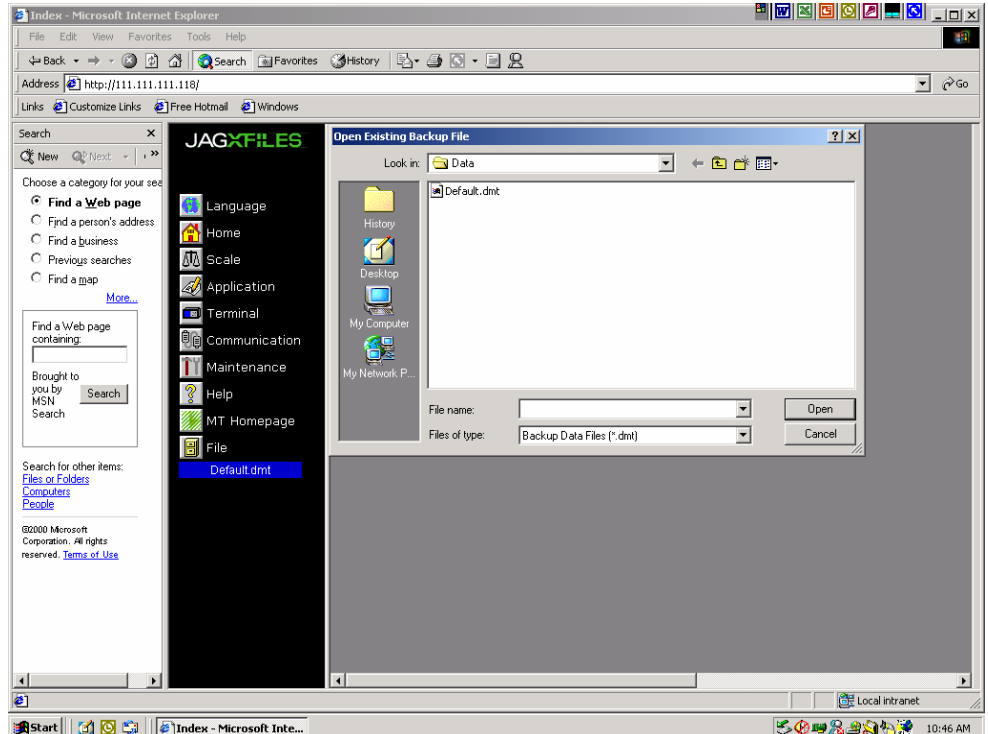 Index - Microsoft Internet Explorer
File Edit View Favorites Tools Help
Back Search Favorites History
Address http://111.111.111.118/ Go
Links Customize Links Free Hotmail Windows
Search
New Next
Choose a category for your sea
Find a Web page
Find a person's address
Find a business
Previous searches
Find a map
More...
Find a Web page
containing:
Brought to
you by
MSN
Search
Search
Search for other items:
Files or Folders
Computers
People
©2000 Microsoft
Corporation. All rights
reserved. Terms of Use
JAGXFILES
Language
Home
Scale
Application
Terminal
Communication
Maintenance
Help
MT Homepage
File
Default.dmt
Open Existing Backup File
Look in: Data
Default.dmt
History
Desktop
My Computer
My Network P...
File name:
Open
Files of type: Backup Data Files (*.dmt)
Cancel
Local intranet
Start
Index - Microsoft Inte...
10:46 AM